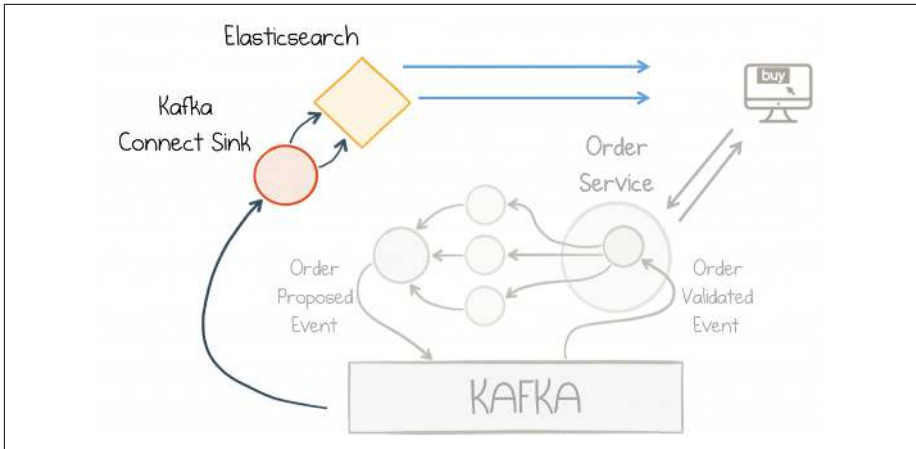 Elasticsearch
Kafka
Connect Sink
buy
Order
Service
Order
Proposed
Event
Order
Validated
Event
KAFKA